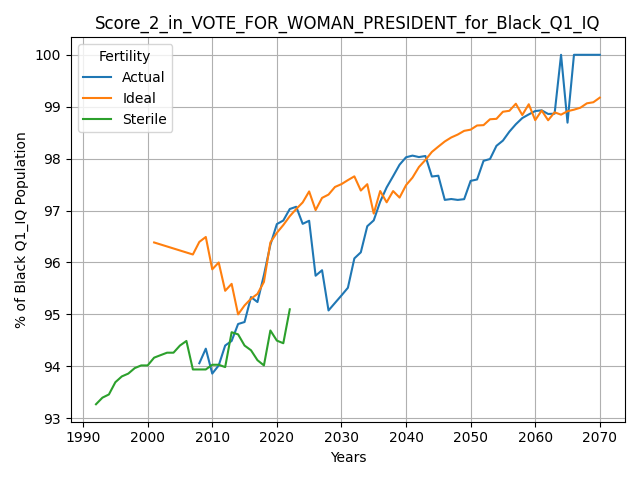 Score_2_in_VOTE_FOR_WOMAN_PRESIDENT_for_Black_Q1_IQ
Fertility
Actual
Ideal
Sterile
% of Black Q1_IQ Population
100
99
98
97
96
95
94
93
1990 2000 2010 2020 2030 2040 2050 2060 2070
Years